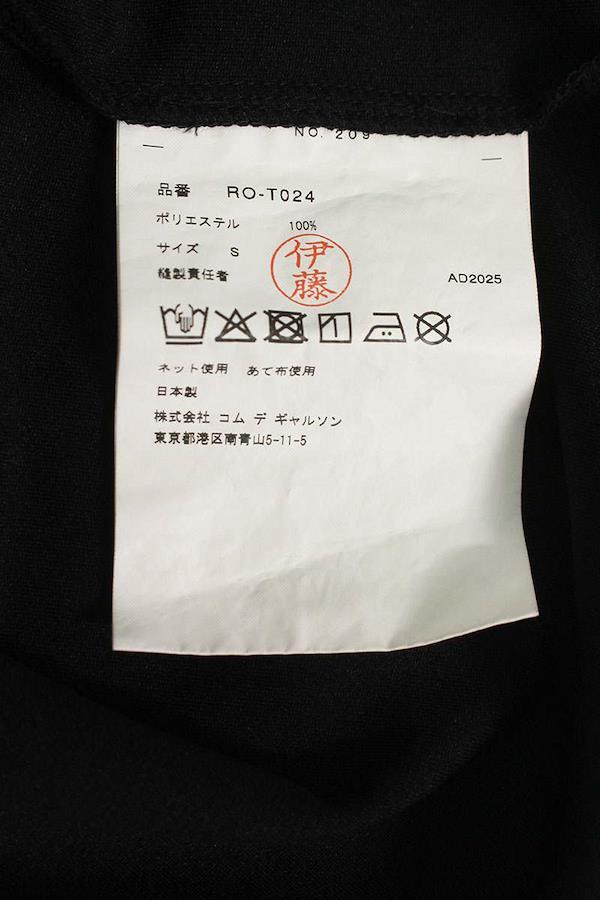 NO. 209
品番 RO-T024
ポリエステル 100%
サイズ S
縫製責任者 伊藤 AD2025
ネット使用 あて布使用
日本製
株式会社 コム デ ギャルソン
東京都港区南青山5-11-5